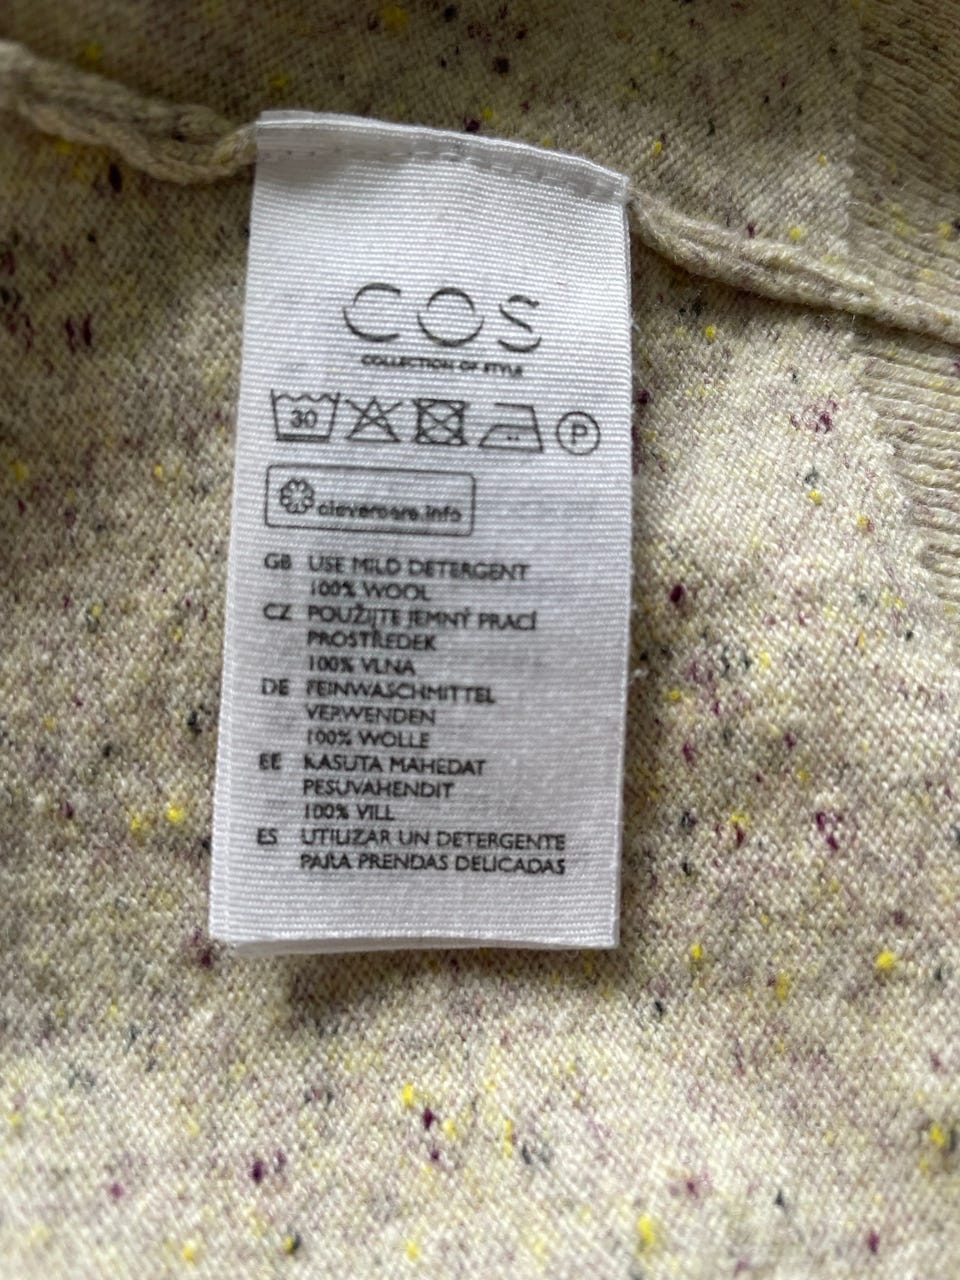 COS
COLLECTION OF STYLE
30
P
clevercare.info
GB USE MILD DETERGENT
100% WOOL
CZ POUŽIJTE JEMNÝ PRACÍ
PROSTŘEDEK
100% VLNA
DE FEINWASCHMITTEL
VERWENDEN
100% WOLLE
EE KASUTA MAHEDAT
PESUVAHENDIT
100% VILL
ES UTILIZAR UN DETERGENTE
PARA PRENDAS DELICADAS